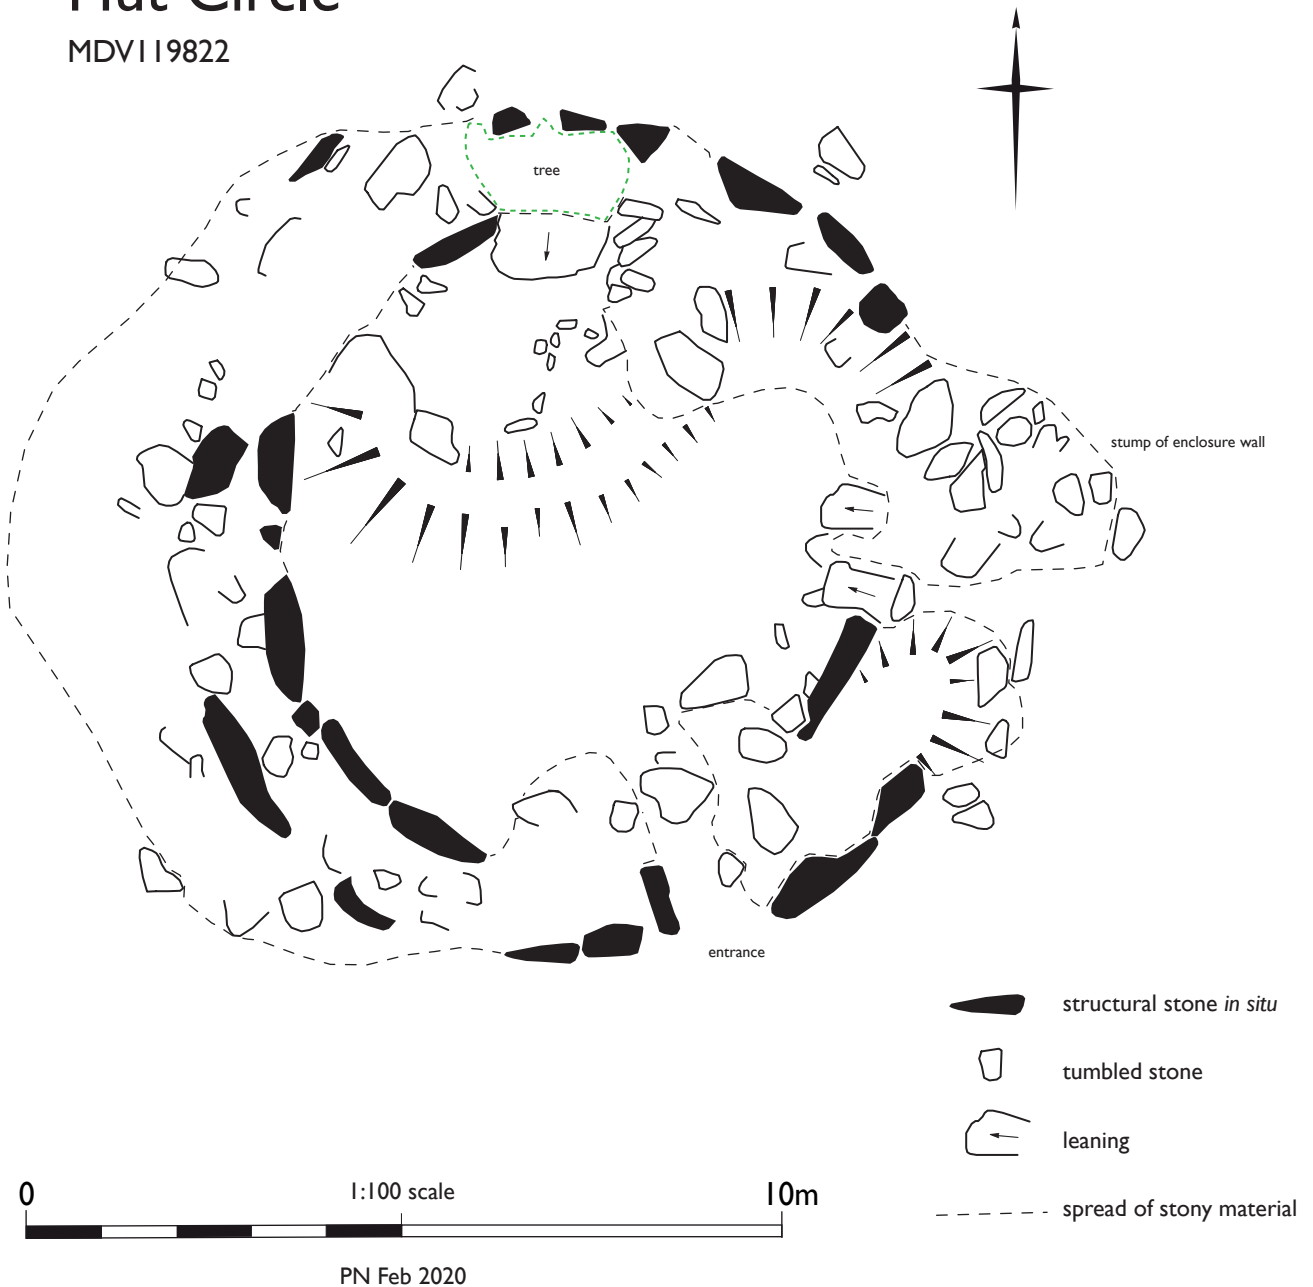 Hut Circle
MDV119822
tree
stump of enclosure wall
entrance
structural stone in situ
tumbled stone
leaning
spread of stony material
0
1:100 scale
10m
PN Feb 2020